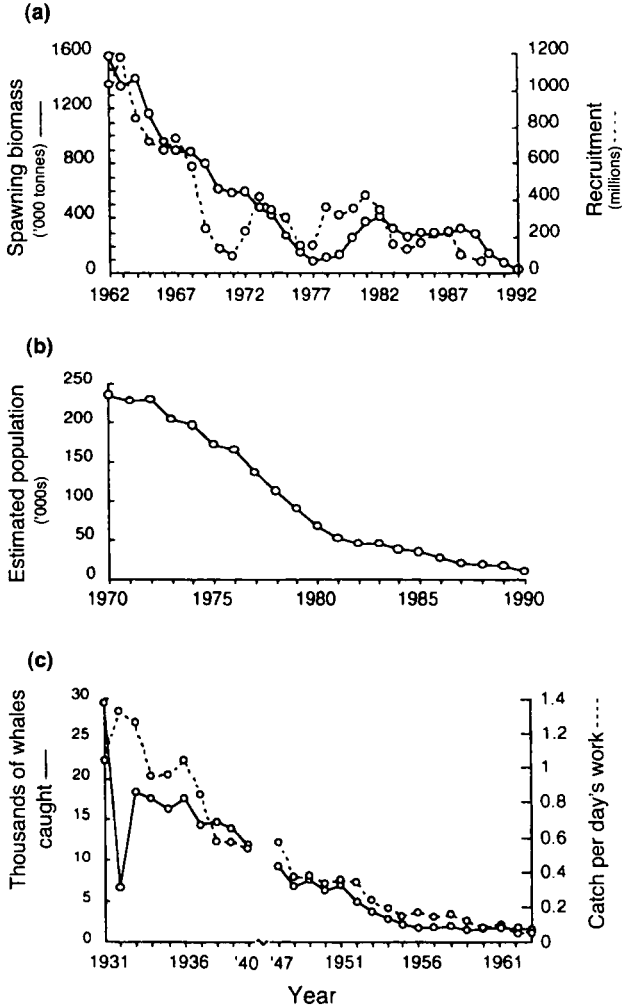 (a)
Spawning biomass
('000 tonnes)
1600
1200
800
400
0
1200
1000
800
600
400
200
0
Recruitment
(millions)
1962 1967 1972 1977 1982 1987 1992
(b)
Estimated population
('000s)
250
200
150
100
50
0
1970 1975 1980 1985 1990
(c)
Thousands of whales
caught
30
25
20
15
10
5
0
1.4
1.2
1
0.8
0.6
0.4
0.2
0
Catch per day's work
1931 1936 '40 '47 1951 1956 1961
Year